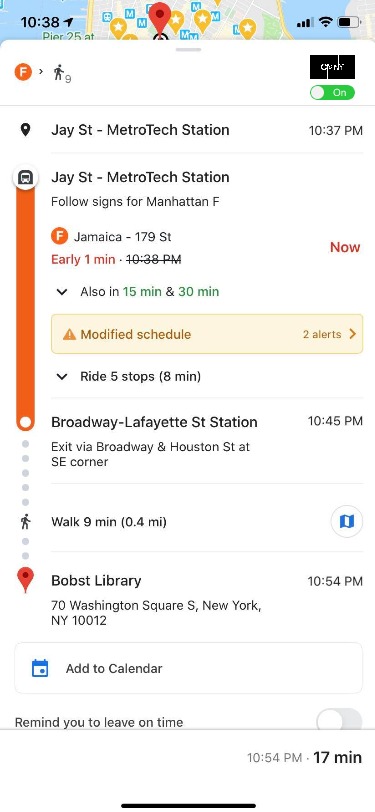 10:38
Pier 25 at
F
9
On
Jay St - MetroTech Station 10:37 PM
Jay St - MetroTech Station
Follow signs for Manhattan F
F Jamaica - 179 St
Now
Early 1 min · 10:38 PM
Also in 15 min & 30 min
Modified schedule 2 alerts
Ride 5 stops (8 min)
Broadway-Lafayette St Station 10:45 PM
Exit via Broadway & Houston St at
SE corner
Walk 9 min (0.4 mi)
Bobst Library 10:54 PM
70 Washington Square S, New York,
NY 10012
Add to Calendar
Remind you to leave on time
10:54 PM · 17 min